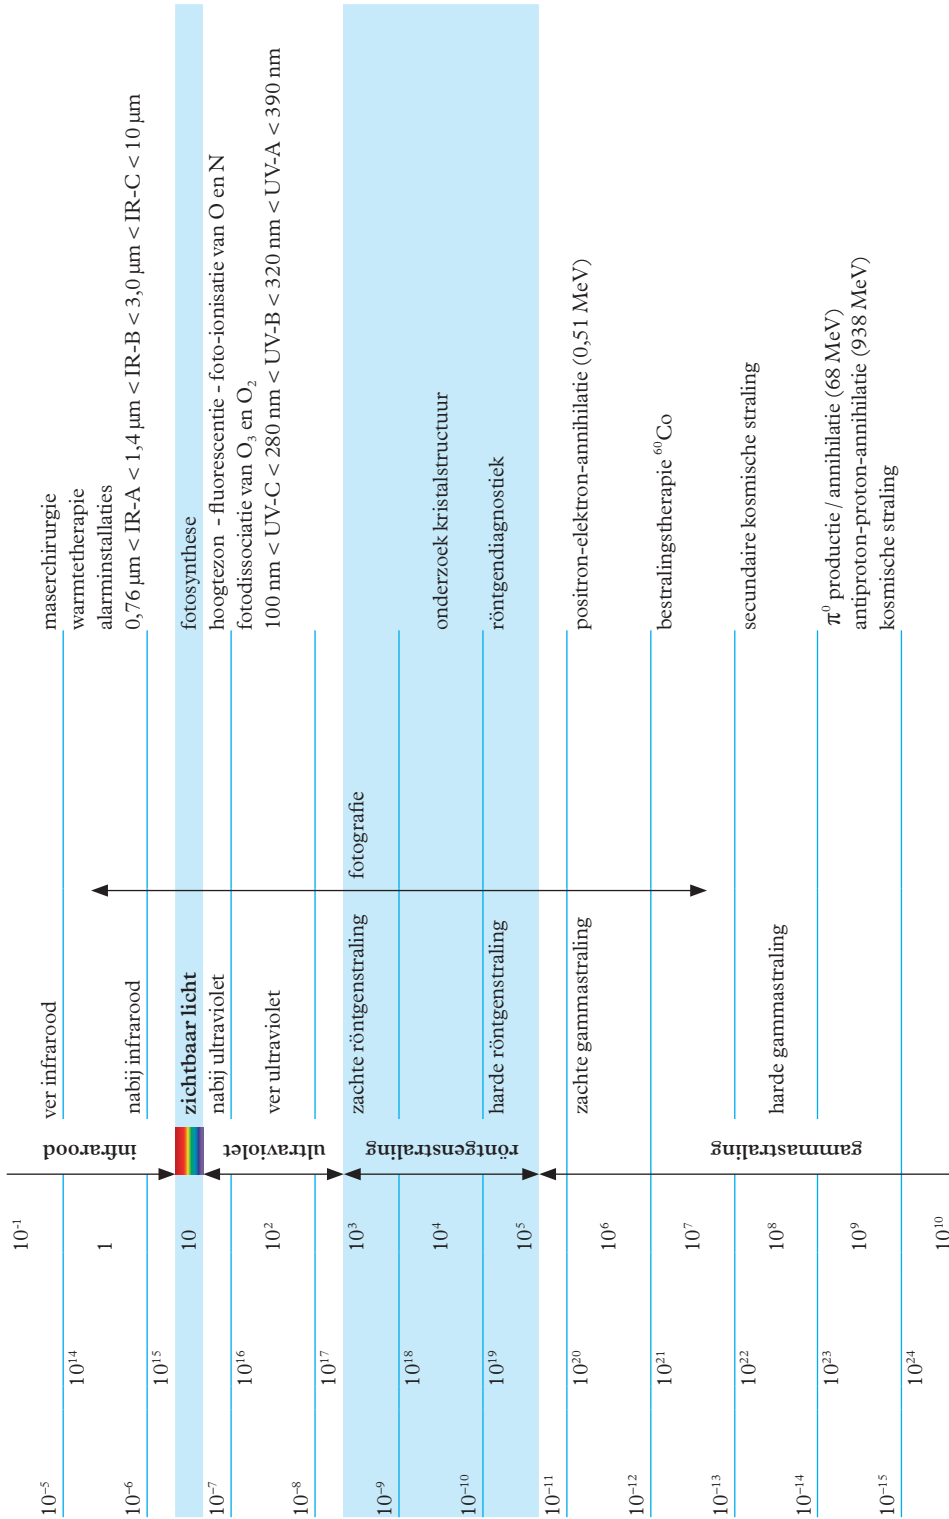 maserchirurgie
warmtetherapie
alarminstallaties
0,76 μm < IR-A < 1,4 μm < IR-B < 3,0 μm < IR-C < 10 μm
fotosynthese
hoogtezon - fluorescentie - foto-ionisatie van O en N
fotodissociatie van O₃ en O₂
100 nm < UV-C < 280 nm < UV-B < 320 nm < UV-A < 390 nm
onderzoek kristalstructuur
röntgendiagnostiek
positron-elektron-annihilatie (0,51 MeV)
bestralingstherapie ⁶⁰Co
secundaire kosmische straling
π⁰ productie / annihilatie (68 MeV)
antiproton-proton-annihilatie (938 MeV)
kosmische straling
fotografie
ver infrarood
nabij infrarood
zichtbaar licht
nabij ultraviolet
ver ultraviolet
zachte röntgenstraling
harde röntgenstraling
zachte gammastraling
harde gammastraling
infrarood
ultraviolet
röntgenstraling
gammastraling
10⁻¹
1
10
10²
10³
10⁴
10⁵
10⁶
10⁷
10⁸
10⁹
10¹⁰
10¹⁴
10¹⁵
10¹⁶
10¹⁷
10¹⁸
10¹⁹
10²⁰
10²¹
10²²
10²³
10²⁴
10⁻⁵
10⁻⁶
10⁻⁷
10⁻⁸
10⁻⁹
10⁻¹⁰
10⁻¹¹
10⁻¹²
10⁻¹³
10⁻¹⁴
10⁻¹⁵